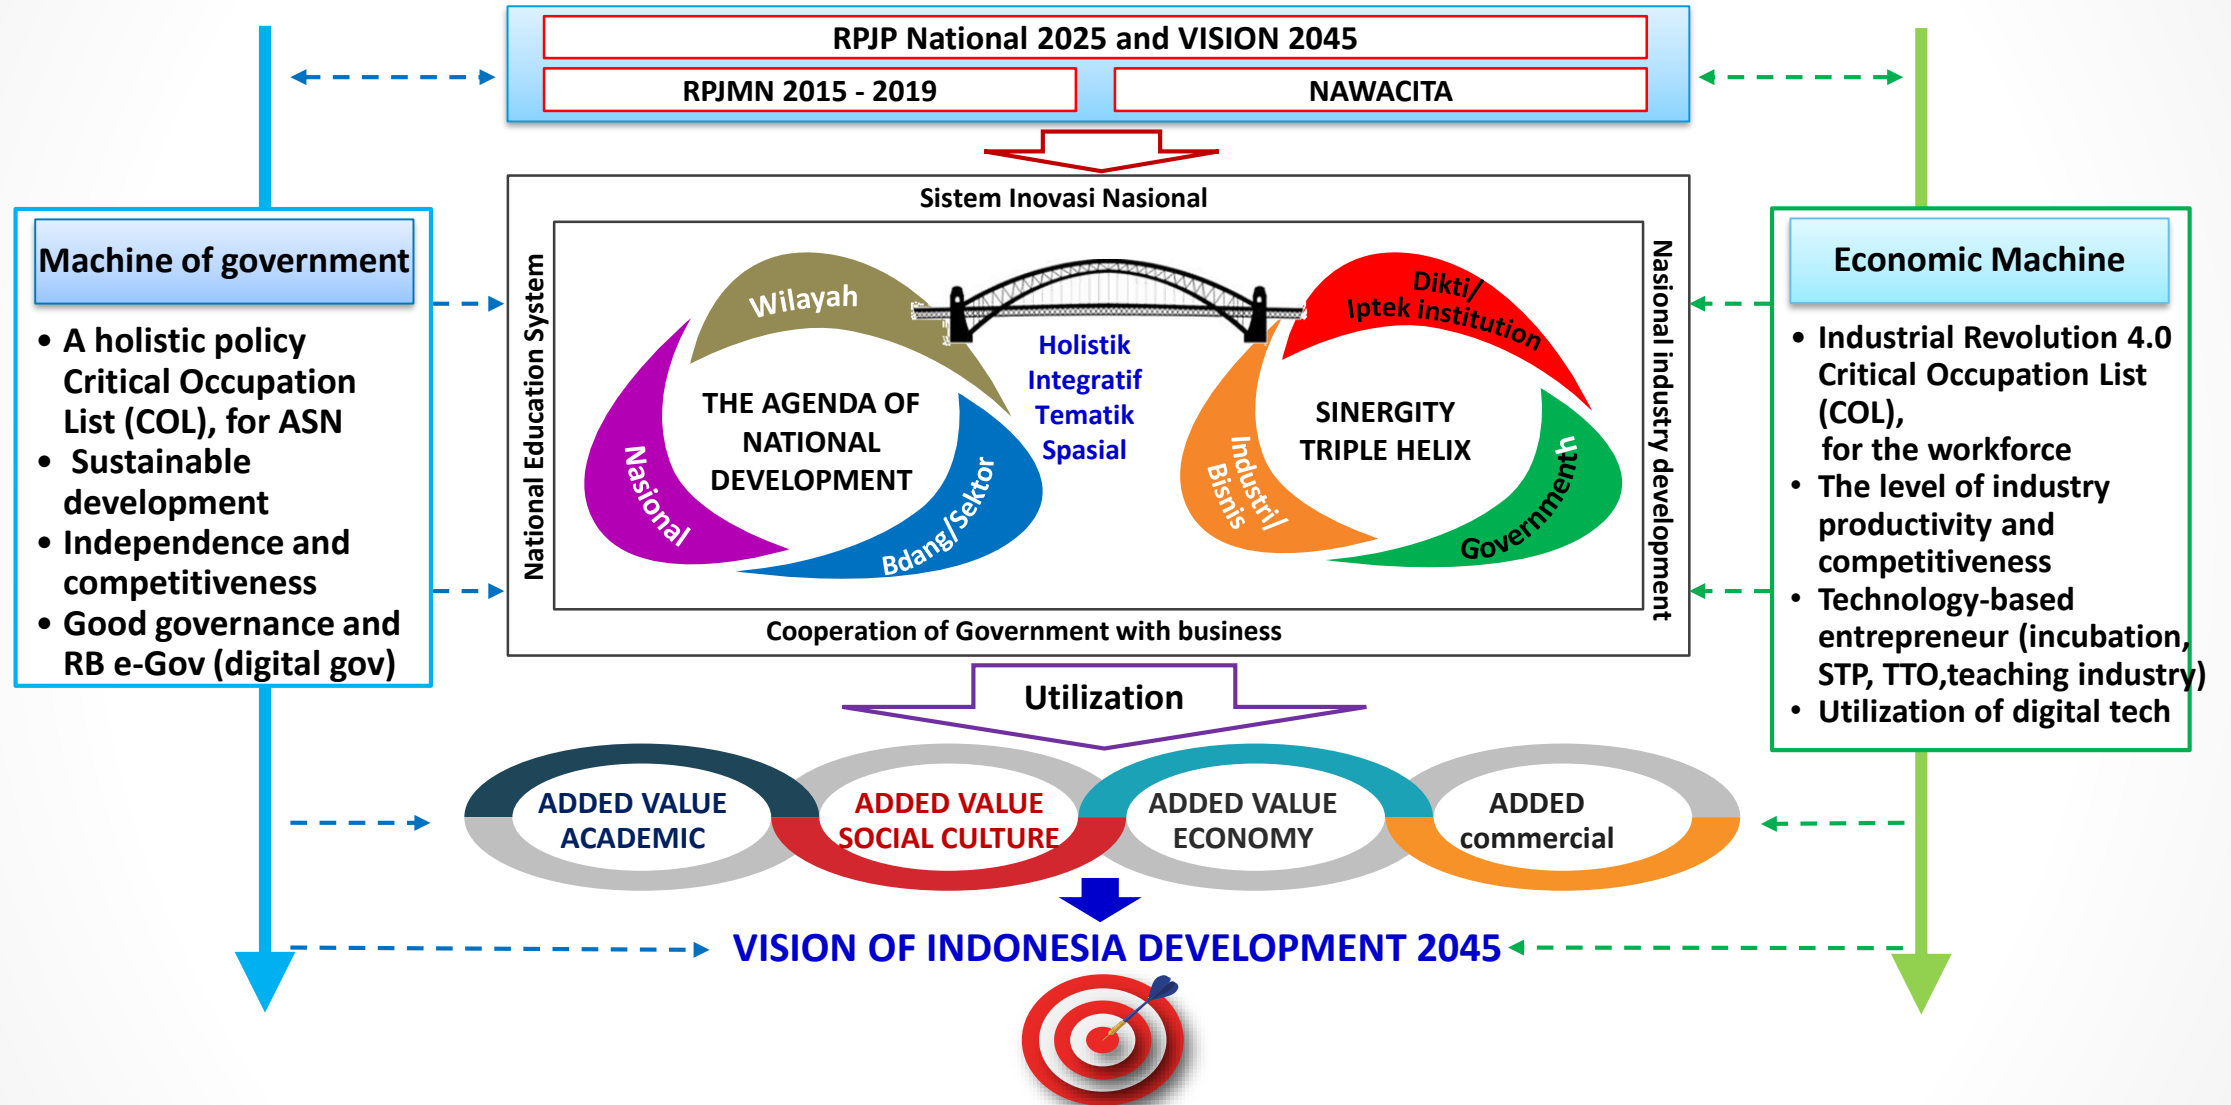 RPJP National 2025 and VISION 2045
RPJMN 2015 - 2019
NAWACITA
Machine of government
• A holistic policy
Critical Occupation
List (COL), for ASN
• Sustainable
development
• Independence and
competitiveness
• Good governance and
RB e-Gov (digital gov)
Sistem Inovasi Nasional
National Education System
Wilayah
Nasional
Bdang/Sektor
THE AGENDA OF
NATIONAL
DEVELOPMENT
Holistik
Integratif
Tematik
Spasial
Dikti/
Iptek institution
Industri/
Bisnis
Governmentṇh
SINERGITY
TRIPLE HELIX
Nasional industry development
Cooperation of Government with business
Economic Machine
• Industrial Revolution 4.0
Critical Occupation List
(COL),
for the workforce
• The level of industry
productivity and
competitiveness
• Technology-based
entrepreneur (incubation,
STP, TTO,teaching industry)
• Utilization of digital tech
Utilization
ADDED VALUE
ACADEMIC
ADDED VALUE
SOCIAL CULTURE
ADDED VALUE
ECONOMY
ADDED
commercial
VISION OF INDONESIA DEVELOPMENT 2045